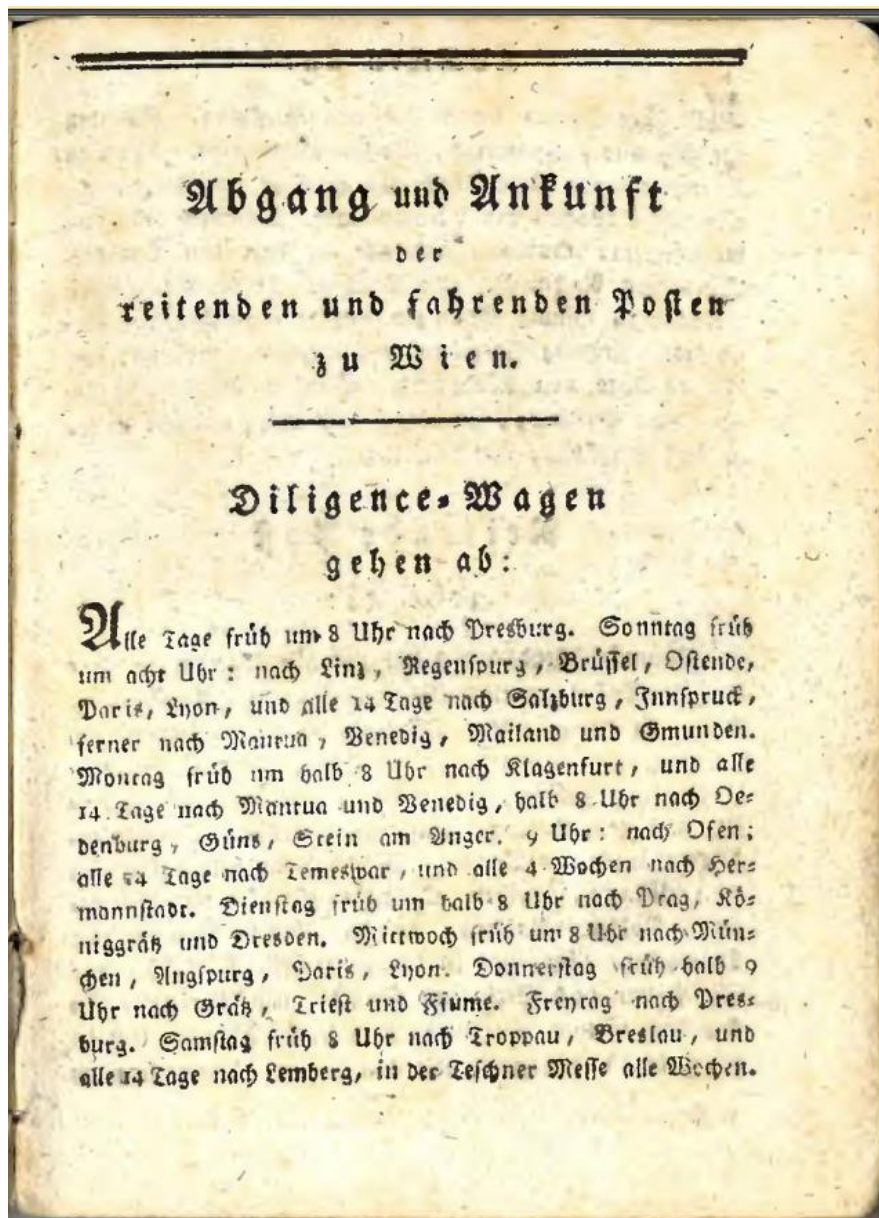 Abgang und Ankunft
der
reitenden und fahrenden Posten
zu Wien.
Diligence-Wagen
gehen ab:
Alle Tage früh um 8 Uhr nach Presburg. Sonntag früh
um acht Uhr: nach Linz, Regenspurg, Brüssel, Ostende,
Paris, Lyon, und alle 14 Tage nach Salzburg, Innspruck,
ferner nach Mantua, Venedig, Mailand und Gmunden.
Montag früh um halb 8 Uhr nach Klagenfurt, und alle
14 Tage nach Mantua und Venedig, halb 8 Uhr nach Oe-
denburg, Güns, Stein am Anger. 9 Uhr: nach Ofen;
alle 14 Tage nach Temeswar, und alle 4 Wochen nach Her-
mannstadt. Dienstag früh um halb 8 Uhr nach Prag, Kö-
niggrätz und Dresden. Mittwoch früh um 8 Uhr nach Mün-
chen, Augspurg, Paris, Lyon. Donnerstag früh halb 9
Uhr nach Grätz, Triest und Fiume. Freytag nach Pres-
burg. Samstag früh 8 Uhr nach Troppau, Breslau, und
alle 14 Tage nach Lemberg, in der Teschner Messe alle Wochen.